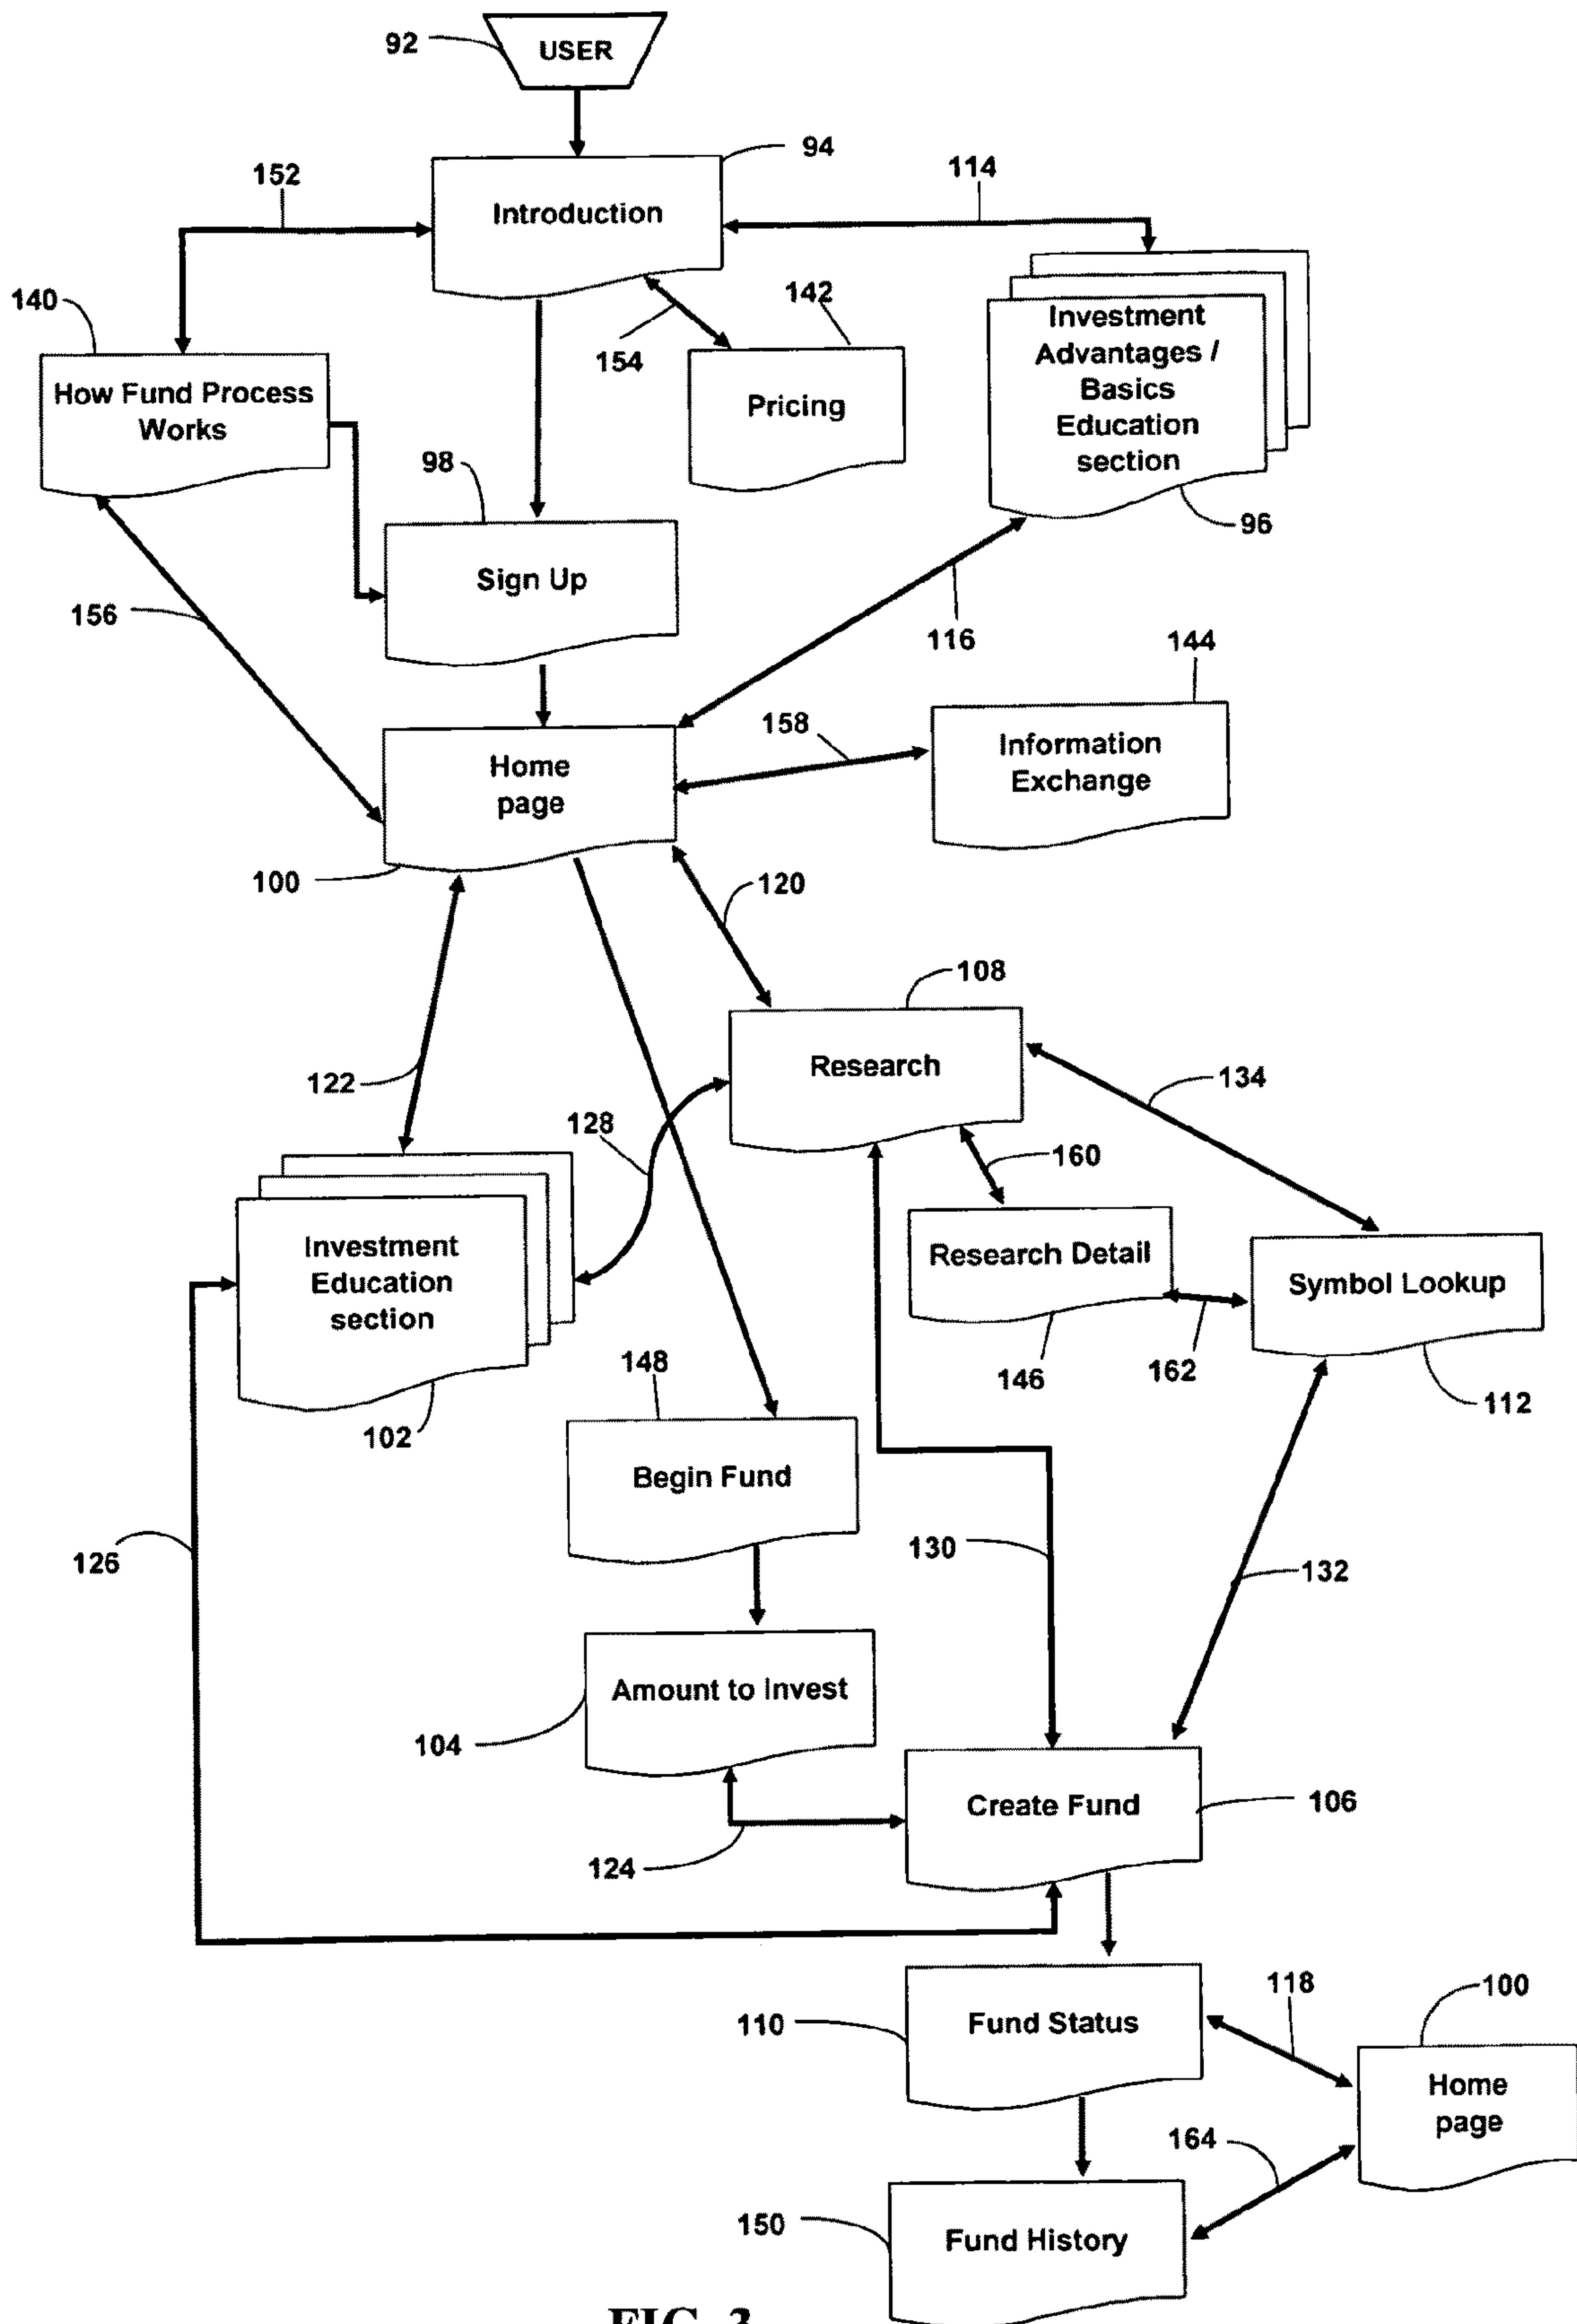 92
USER
94
152
114
Introduction
140
142
154
Investment
Advantages /
Basics
Education
section
How Fund Process
Works
Pricing
98
96
Sign Up
156
116
144
158
Home
page
Information
Exchange
100
120
108
Research
122
134
128
160
Investment
Education
section
Research Detail
Symbol Lookup
148
146
162
112
102
Begin Fund
126
130
132
Amount to Invest
104
Create Fund
106
124
118
100
110
Fund Status
Home
page
164
150
Fund History
FIG. 3